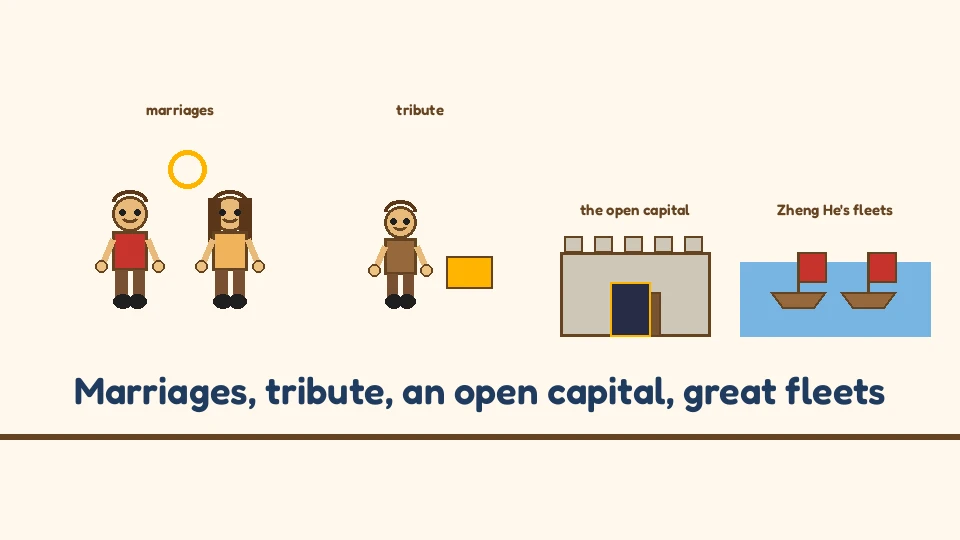 marriages
tribute
the open capital
Zheng He's fleets
Marriages, tribute, an open capital, great fleets